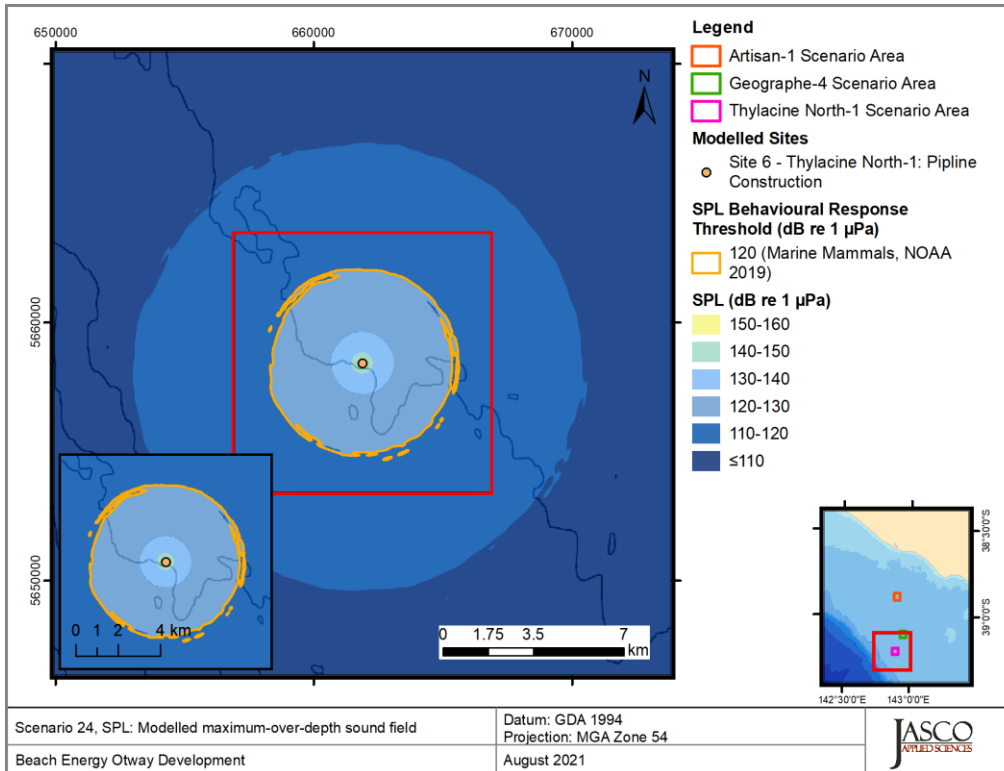 650000
660000
670000
5660000
5650000
N
0 1 2 4 km
0 1.75 3.5 7
km
Legend
Artisan-1 Scenario Area
Geographe-4 Scenario Area
Thylacine North-1 Scenario Area
Modelled Sites
Site 6 - Thylacine North-1: Pipline
Construction
SPL Behavioural Response
Threshold (dB re 1 µPa)
120 (Marine Mammals, NOAA
2019)
SPL (dB re 1 µPa)
150-160
140-150
130-140
120-130
110-120
≤110
38°30'0"S
39°0'0"S
142°30'0"E
143°0'0"E
Scenario 24, SPL: Modelled maximum-over-depth sound field
Datum: GDA 1994
Projection: MGA Zone 54
Beach Energy Otway Development
August 2021
JASCO
APPLIED SCIENCES